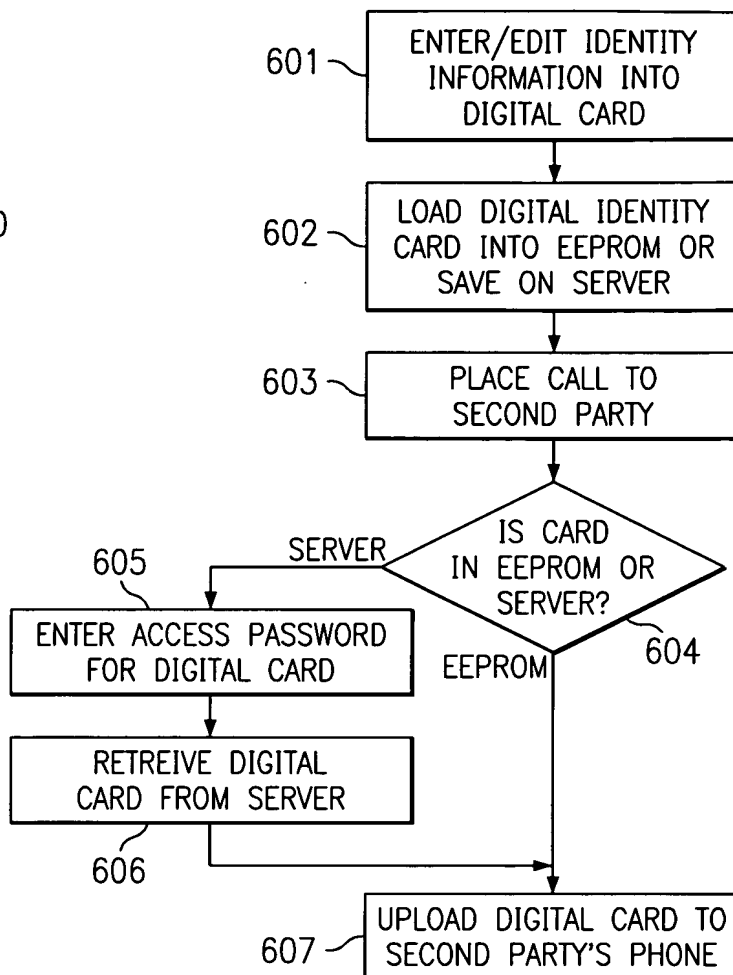 601
ENTER/EDIT IDENTITY
INFORMATION INTO
DIGITAL CARD
0
602
LOAD DIGITAL IDENTITY
CARD INTO EEPROM OR
SAVE ON SERVER
603
PLACE CALL TO
SECOND PARTY
IS CARD
IN EEPROM OR
SERVER?
604
SERVER
EEPROM
605
ENTER ACCESS PASSWORD
FOR DIGITAL CARD
RETREIVE DIGITAL
CARD FROM SERVER
606
607
UPLOAD DIGITAL CARD TO
SECOND PARTY'S PHONE